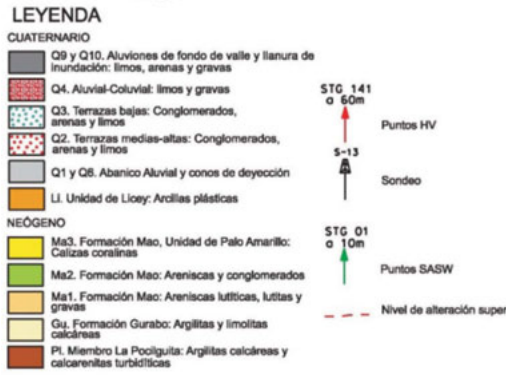 LEYENDA
CUATERNARIO
Q9 y Q10. Aluviones de fondo de valle y llanura de
inundación: limos, arenas y gravas
Q4. Aluvial-Coluvial: limos y gravas
Q3. Terrazas bajas: Conglomerados,
arenas y limos
Q2. Terrazas medias-altas: Conglomerados,
arenas y limos
Q1 y Q6. Abanico Aluvial y conos de deyección
Li. Unidad de Licey: Arcillas plásticas
NEÓGENO
Ma3. Formación Mao, Unidad de Palo Amarillo:
Calizas coralinas
Ma2. Formación Mao: Areniscas y conglomerados
Ma1. Formación Mao: Areniscas lutíticas, lutitas y
gravas
Gu. Formación Gurabo: Argilitas y limolitas
calcáreas
Pl. Miembro La Pocilguita: Argilitas calcáreas y
calcarenitas turbidíticas
STG 141
a 60m
Puntos HV
S-13
Sondeo
STG 01
a 10m
Puntos SASW
Nivel de alteración super